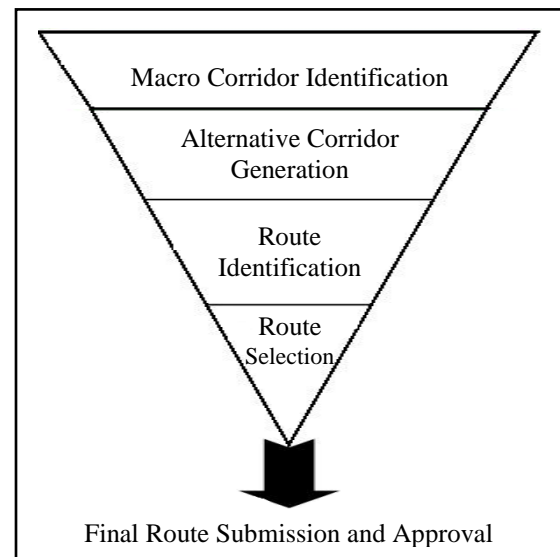 Macro Corridor Identification
Alternative Corridor
Generation
Route
Identification
Route
Selection
Final Route Submission and Approval